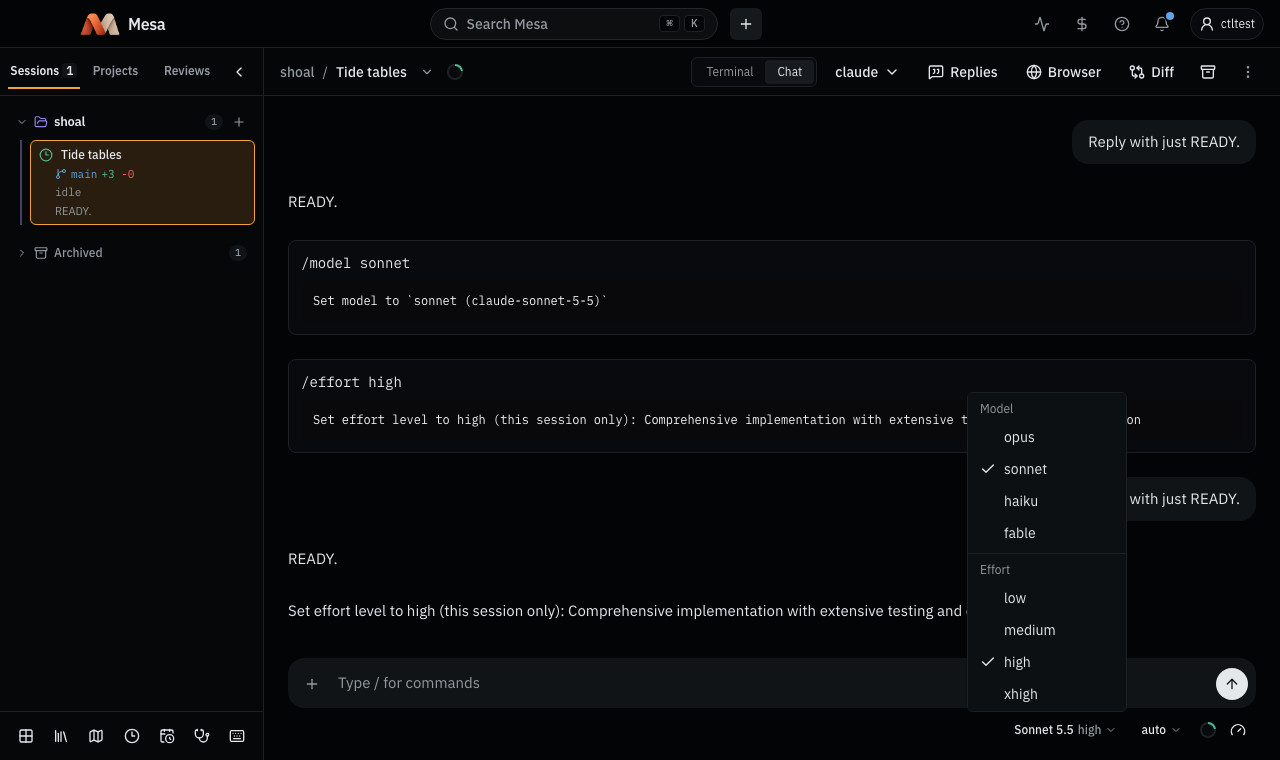 Mesa
Search Mesa
⌘ K
ctltest
Sessions 1
Projects
Reviews
shoal / Tide tables
Terminal
Chat
claude
Replies
Browser
Diff
shoal
1
Tide tables
main +3 -0
idle
READY.
Archived
1
Reply with just READY.
READY.
/model sonnet
Set model to `sonnet (claude-sonnet-5-5)`
/effort high
Set effort level to high (this session only): Comprehensive implementation with extensive t
on
with just READY.
READY.
Set effort level to high (this session only): Comprehensive implementation with extensive testing and
Model
opus
sonnet
haiku
fable
Effort
low
medium
high
xhigh
Type / for commands
Sonnet 5.5 high
auto